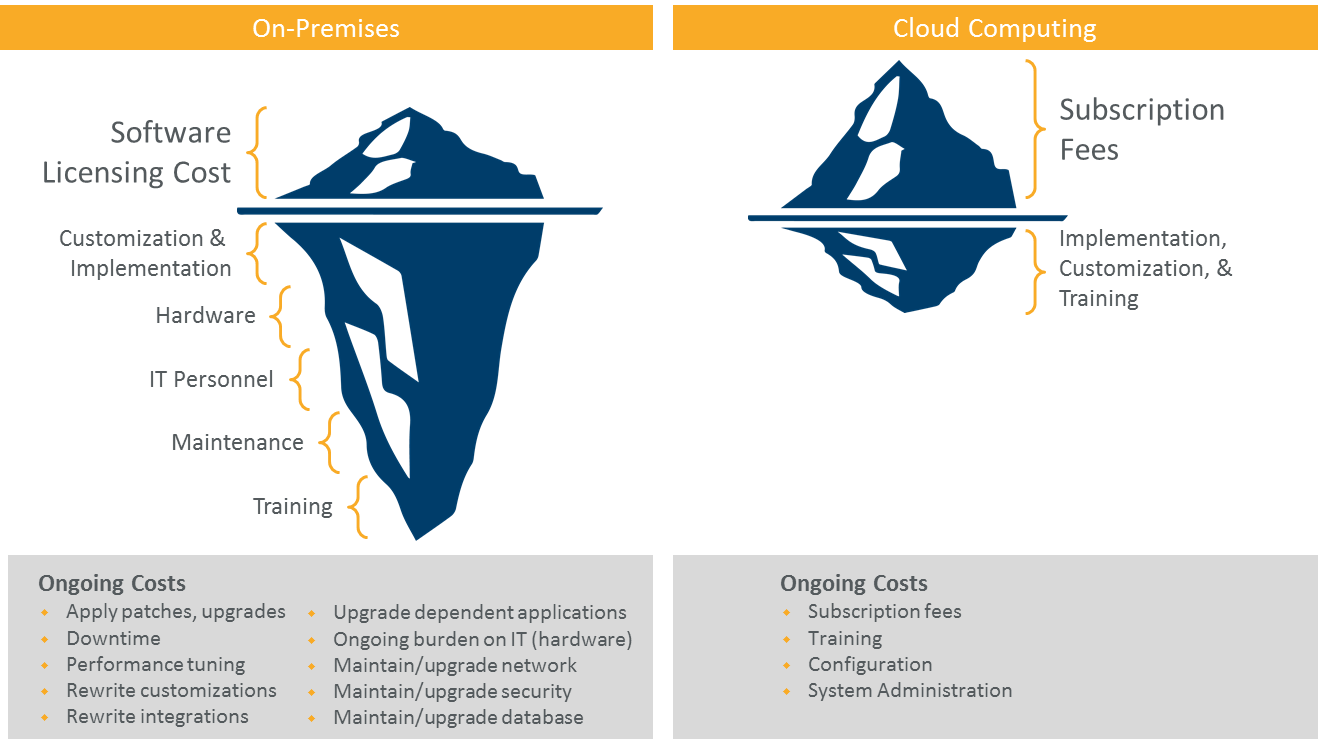 On-Premises
Software
Licensing Cost
Customization &
Implementation
Hardware
IT Personnel
Maintenance
Training
Ongoing Costs
Apply patches, upgrades
Downtime
Performance tuning
Rewrite customizations
Rewrite integrations
Upgrade dependent applications
Ongoing burden on IT (hardware)
Maintain/upgrade network
Maintain/upgrade security
Maintain/upgrade database
Cloud Computing
Subscription
Fees
Implementation,
Customization, &
Training
Ongoing Costs
Subscription fees
Training
Configuration
System Administration